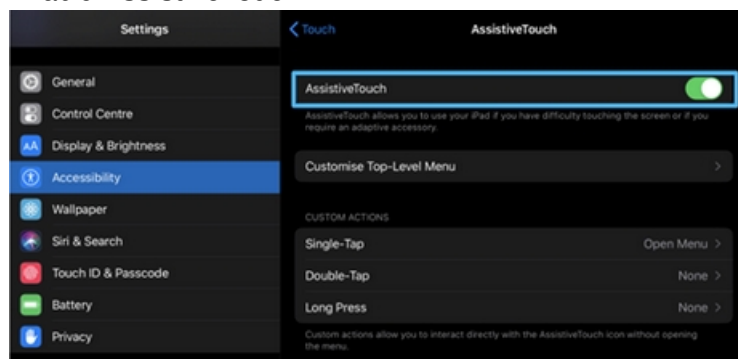 Settings
General
Control Centre
Display & Brightness
Accessibility
Wallpaper
Siri & Search
Touch ID & Passcode
Battery
Privacy
Touch
AssistiveTouch
AssistiveTouch
AssistiveTouch allows you to use your iPad if you have difficulty touching the screen or if you
require an adaptive accessory.
Customise Top-Level Menu
CUSTOM ACTIONS
Single-Tap Open Menu
Double-Tap None
Long Press None
Custom actions allow you to interact directly with the AssistiveTouch icon without opening
the menu.